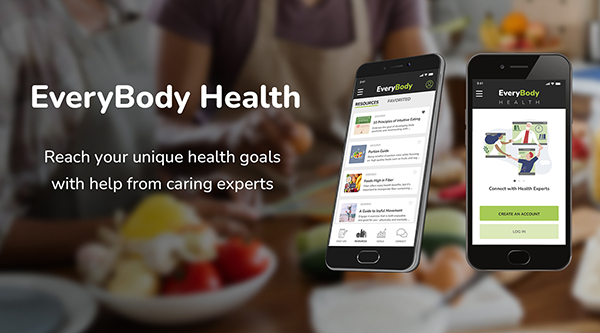 EveryBody Health
Reach your unique health goals
with help from caring experts
EveryBody
RESOURCES
FAVORITED
10 Principles of Intuitive Eating
Portion Guide
Foods High in Fiber
A Guide to Joyful Movement
RESOURCES
CONNECT
EveryBody
HEALTH
Connect with Health Experts
CREATE AN ACCOUNT
LOG IN